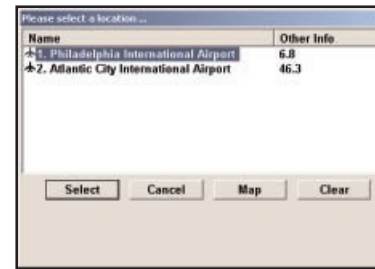 Please select a location ...
Name Other Info
1. Philadelphia International Airport 6.8
2. Atlantic City International Airport 46.3
Select Cancel Map Clear